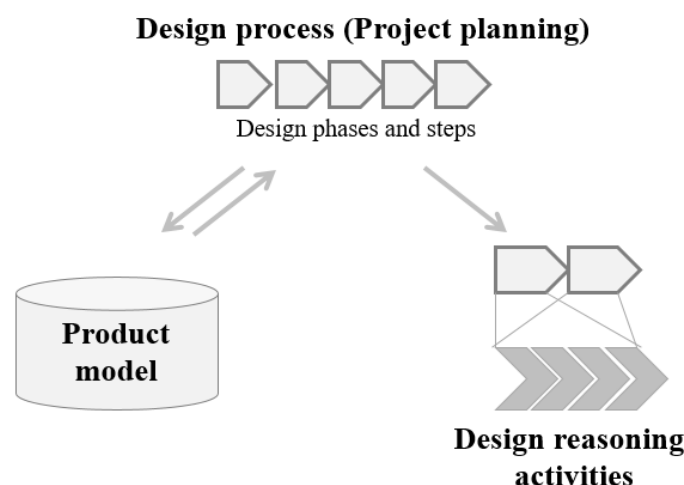 Design process (Project planning)
Design phases and steps
Product
model
Design reasoning
activities